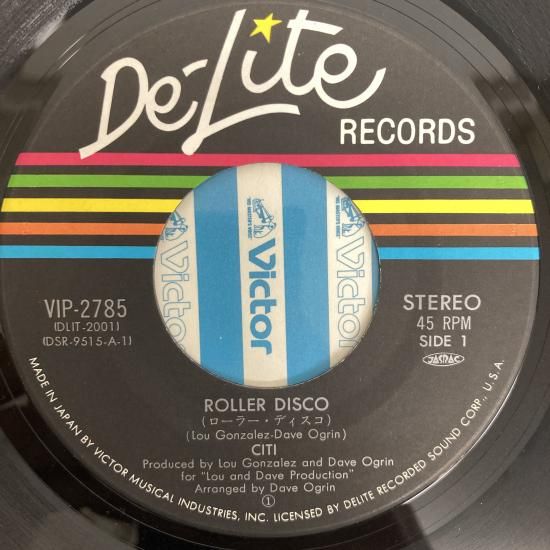 De-Lite
RECORDS
VIP-2785
(DLIT-2001)
(DSR-9515-A-1)
STEREO
45 RPM
SIDE 1
JASRAC
Victor
Victor
Victor
"HIS MASTER'S VOICE"
ROLLER DISCO
(ローラー・ディスコ)
(Lou Gonzalez-Dave Ogrin)
CITI
Produced by Lou Gonzalez and Dave Ogrin
for "Lou and Dave Production"
Arranged by Dave Ogrin
①
MADE IN JAPAN BY VICTOR MUSICAL INDUSTRIES, INC. LICENSED BY DELITE RECORDED SOUND CORP., U.S.A.